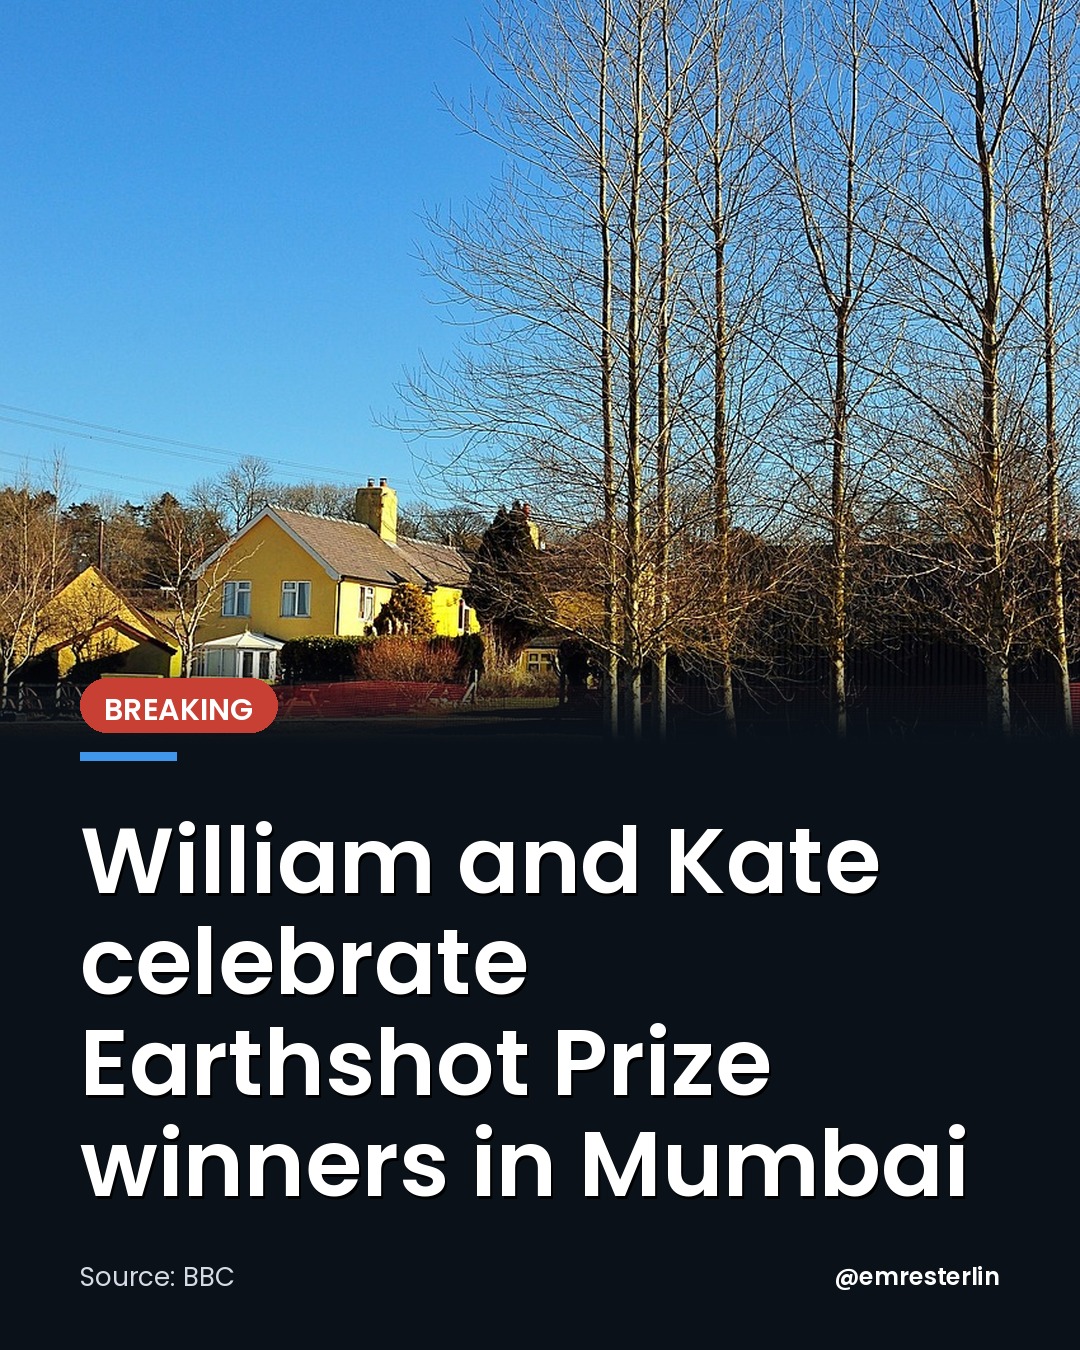 BREAKING
William and Kate
celebrate
Earthshot Prize
winners in Mumbai
Source: BBC
@emresterlin